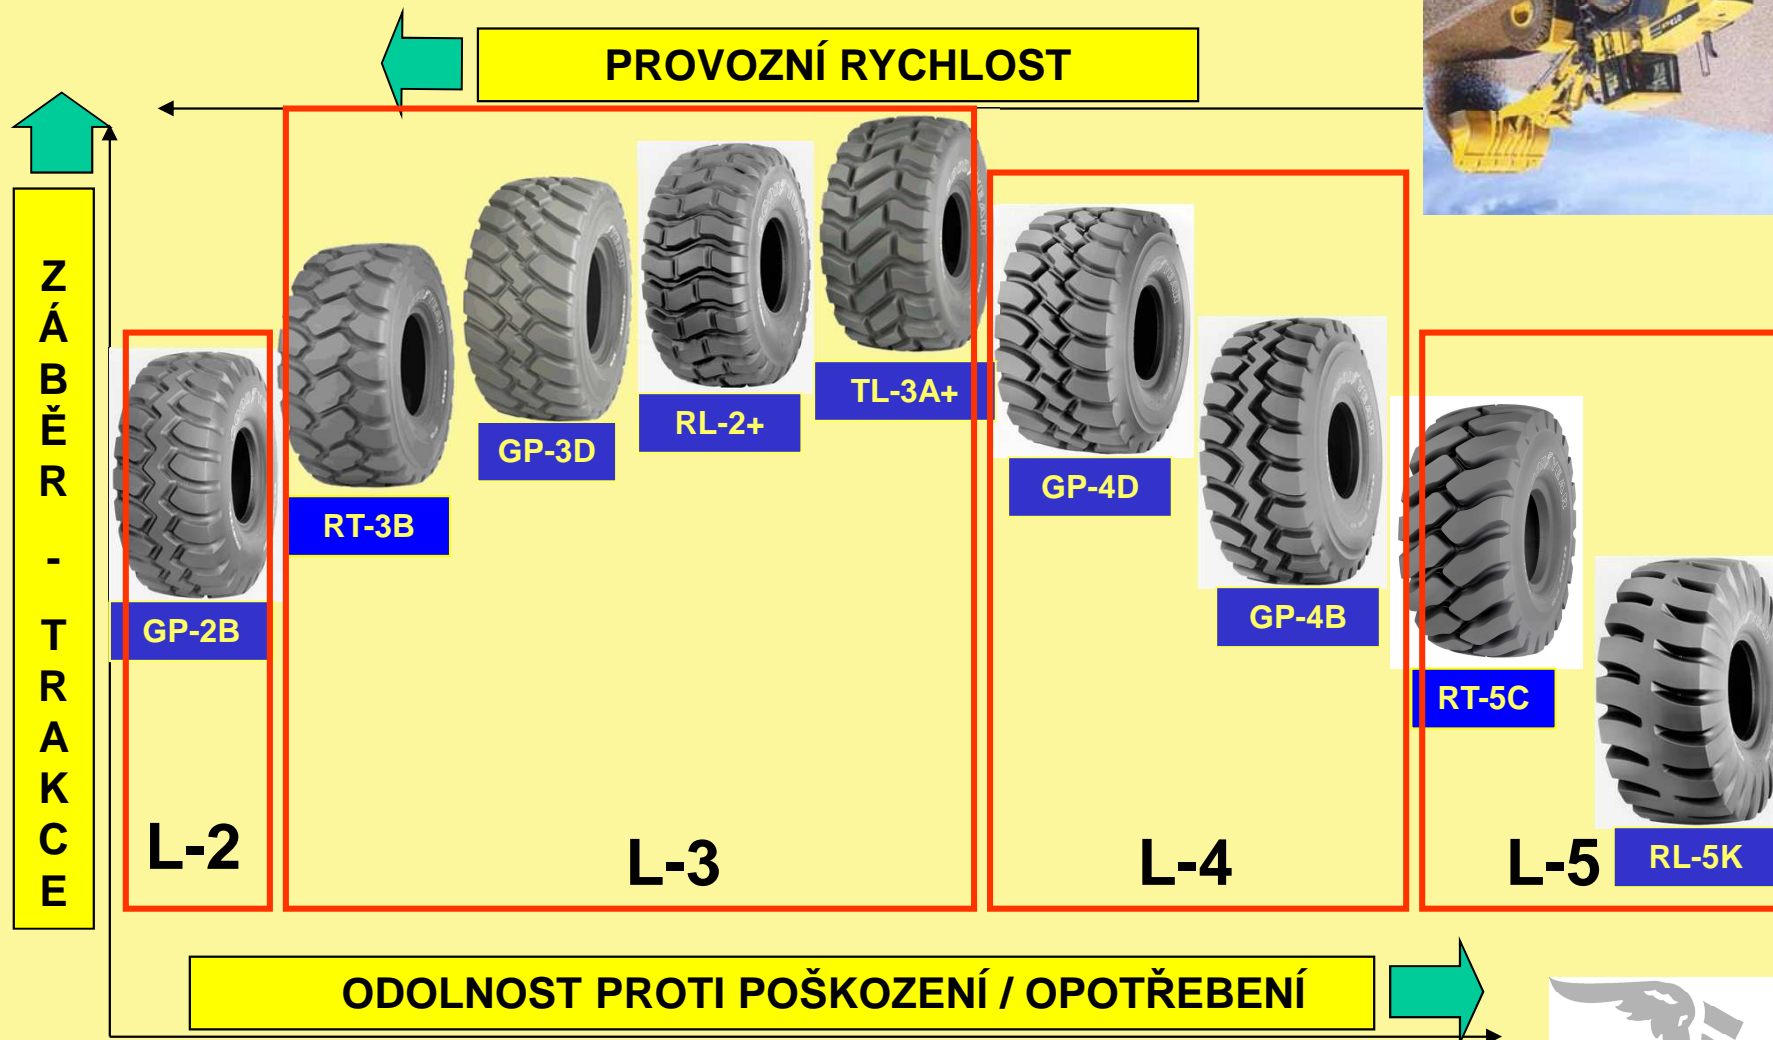 PROVOZNÍ RYCHLOST
ZÁBĚR - TRAKCE
TL-3A+
RL-2+
GP-3D
GP-4D
RT-3B
GP-4B
GP-2B
RT-5C
L-2
L-3
L-4
L-5
RL-5K
ODOLNOST PROTI POŠKOZENÍ / OPOTŘEBENÍ